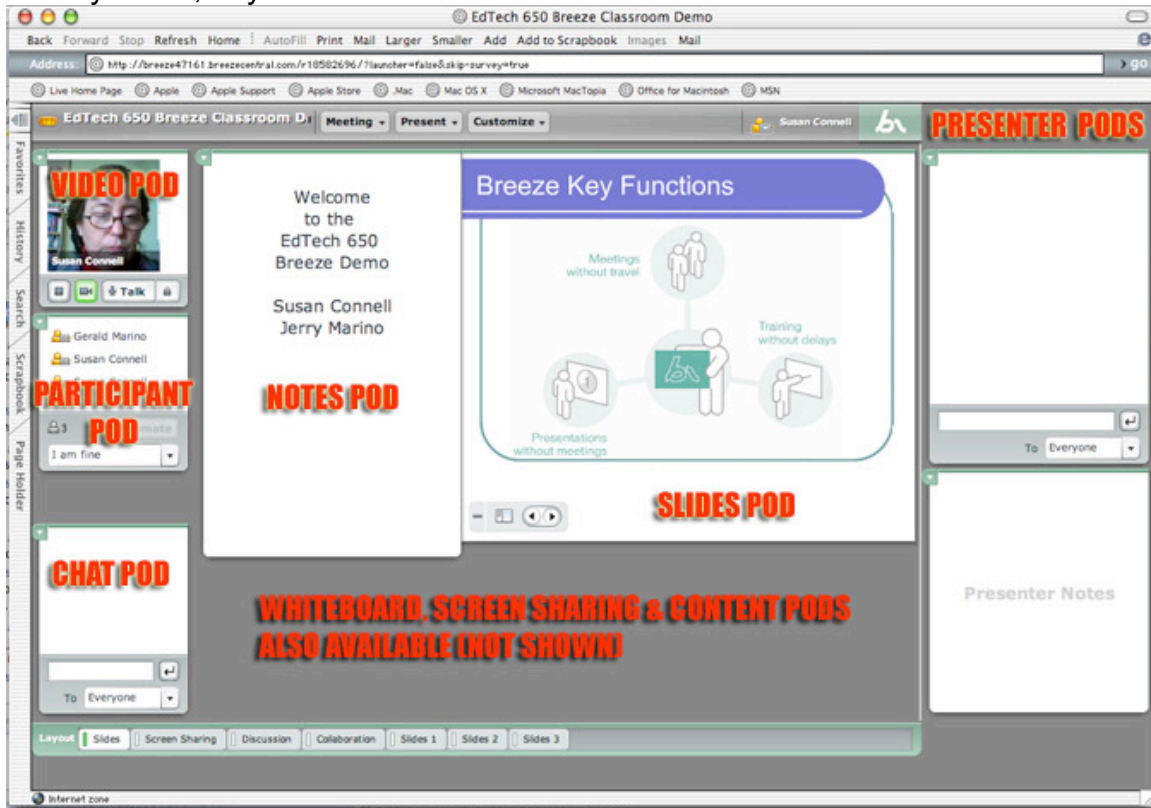 EdTech 650 Breeze Classroom Demo
Back Forward Stop Refresh Home AutoFill Print Mail Larger Smaller Add Add to Scrapbook Images Mail
Address: http://breeze47161.breezecentral.com/r18582696/?launcher=false&skip-survey=true go
Live Home Page Apple Apple Support Apple Store .Mac Mac OS X Microsoft MacTopia Office for Macintosh MSN
EdTech 650 Breeze Classroom D Meeting Present Customize Susan Connell br
PRESENTER PODS
Favorites
History
Search
Scrapbook
Page Holder
VIDEO POD
Susan Connell
Talk
Gerald Marino
Susan Connell
PARTICIPANT
POD
3
I am fine
CHAT POD
To Everyone
Welcome
to the
EdTech 650
Breeze Demo
Susan Connell
Jerry Marino
NOTES POD
Breeze Key Functions
Meetings
without travel
Training
without delays
br
1
Presentations
without meetings
SLIDES POD
To Everyone
Presenter Notes
WHITEBOARD, SCREEN SHARING & CONTENT PODS
ALSO AVAILABLE (NOT SHOWN)
Layout Slides Screen Sharing Discussion Collaboration Slides 1 Slides 2 Slides 3
Internet zone